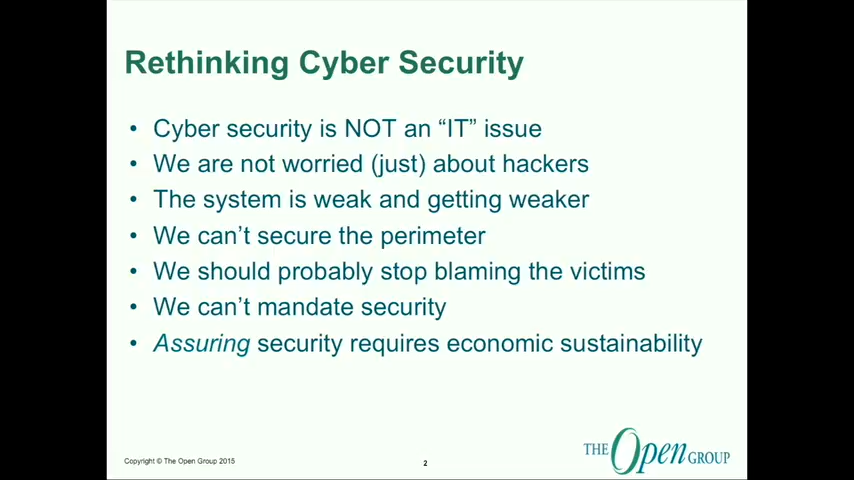 Rethinking Cyber Security
• Cyber security is NOT an “IT” issue
• We are not worried (just) about hackers
• The system is weak and getting weaker
• We can’t secure the perimeter
• We should probably stop blaming the victims
• We can’t mandate security
• Assuring security requires economic sustainability
Copyright © The Open Group 2015
2
THE Open GROUP